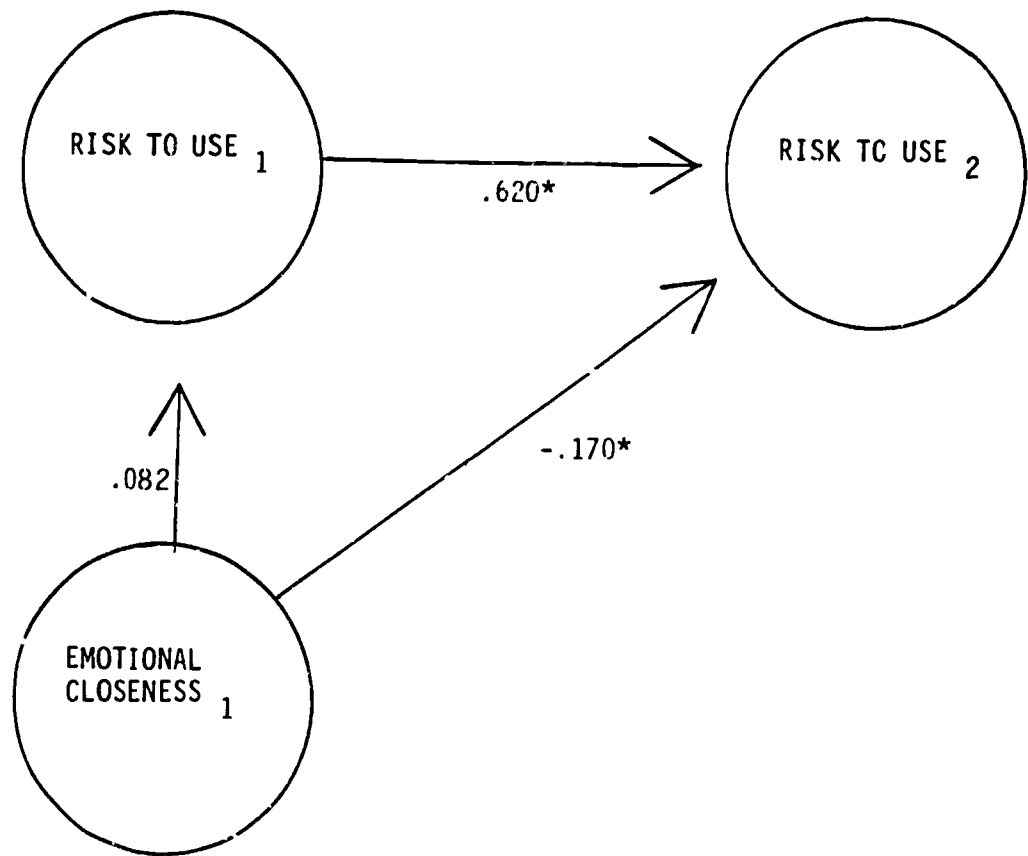 RISK TO USE 1
RISK TC USE 2
.620*
-.170*
.082
EMOTIONAL
CLOSENESS 1